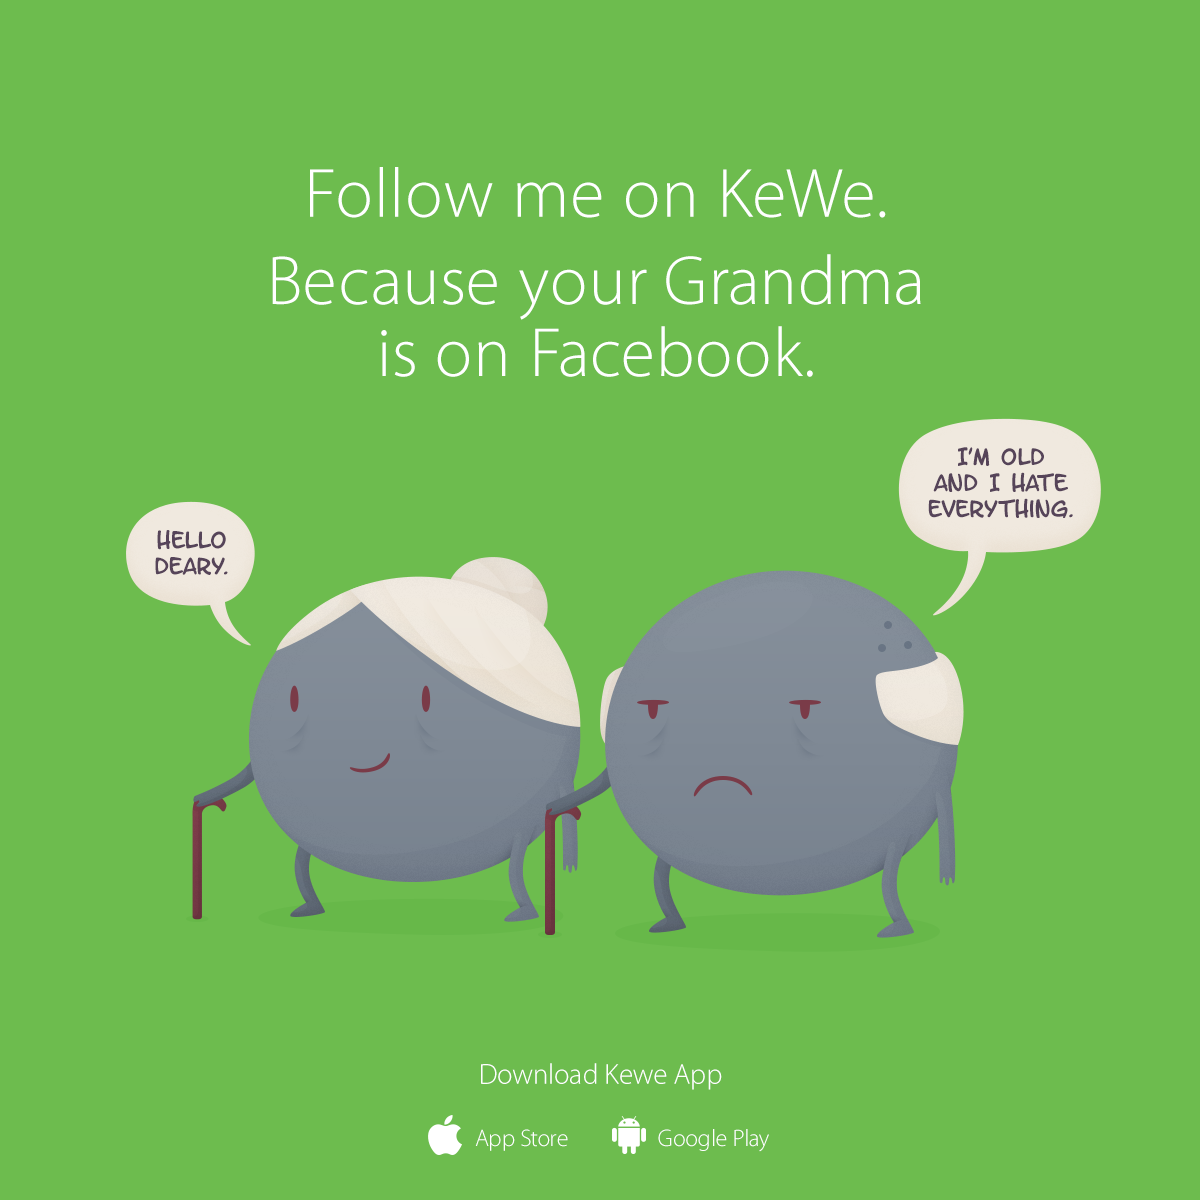 Follow me on KeWe.
Because your Grandma
is on Facebook.
HELLO
DEARY.
I'M OLD
AND I HATE
EVERYTHING.
Download Kewe App
App Store
Google Play